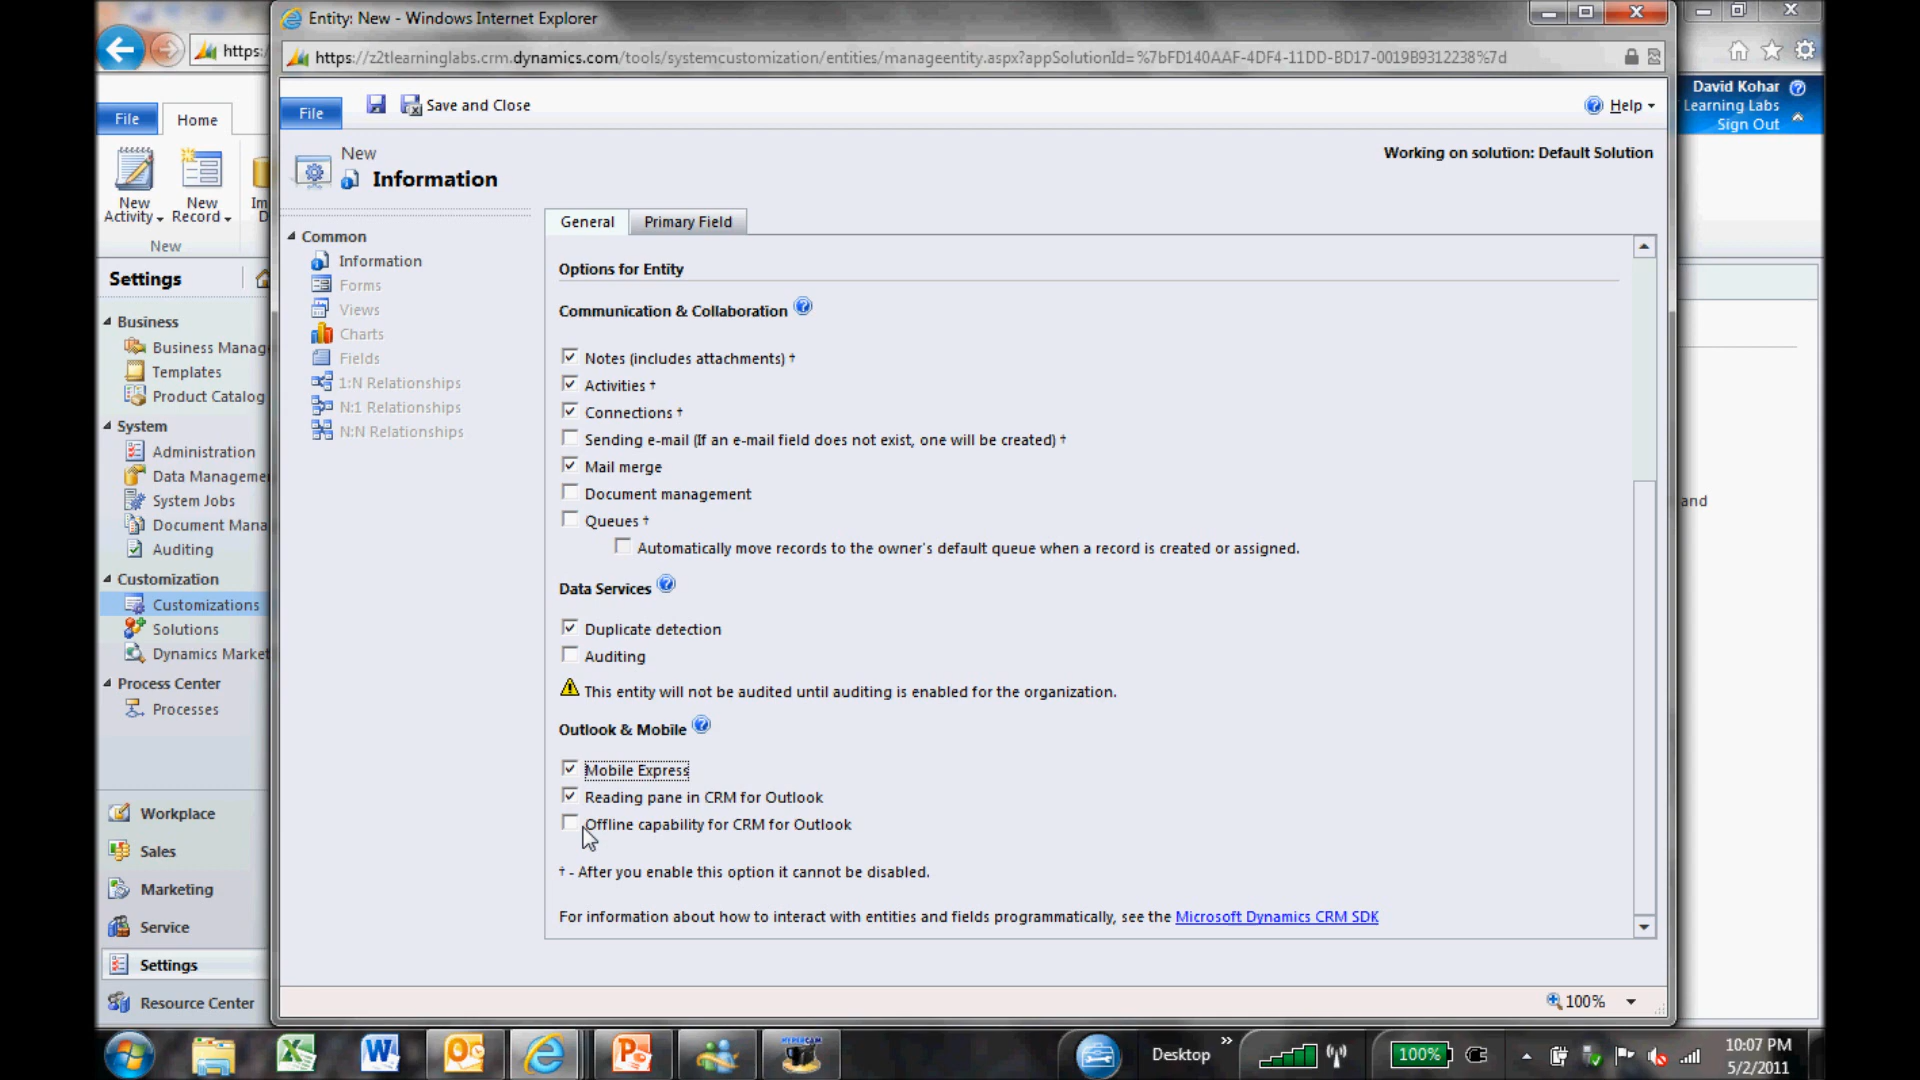 Entity: New - Windows Internet Explorer
https:
https://z2tlearninglabs.crm.dynamics.com/tools/systemcustomization/entities/manageentity.aspx?appSolutionId=%7bFD140AAF-4DF4-11DD-BD17-0019B9312238%7d
David Kohar
Learning Labs
Sign Out
File
Home
File
Save and Close
Help
New
Activity
New
Record
New
New
Information
Working on solution: Default Solution
Settings
Business
Business Manag
Templates
Product Catalog
System
Administration
Data Manageme
System Jobs
Document Mana
Auditing
Customization
Customizations
Solutions
Dynamics Market
Process Center
Processes
Workplace
Sales
Marketing
Service
Settings
Resource Center
Common
Information
Forms
Views
Charts
Fields
1:N Relationships
N:1 Relationships
N:N Relationships
General
Primary Field
Options for Entity
Communication & Collaboration
Notes (includes attachments) †
Activities †
Connections †
Sending e-mail (If an e-mail field does not exist, one will be created) †
Mail merge
Document management
Queues †
Automatically move records to the owner's default queue when a record is created or assigned.
Data Services
Duplicate detection
Auditing
This entity will not be audited until auditing is enabled for the organization.
Outlook & Mobile
Mobile Express
Reading pane in CRM for Outlook
Offline capability for CRM for Outlook
† - After you enable this option it cannot be disabled.
For information about how to interact with entities and fields programmatically, see the Microsoft Dynamics CRM SDK
and
100%
Desktop
100%
10:07 PM
5/2/2011